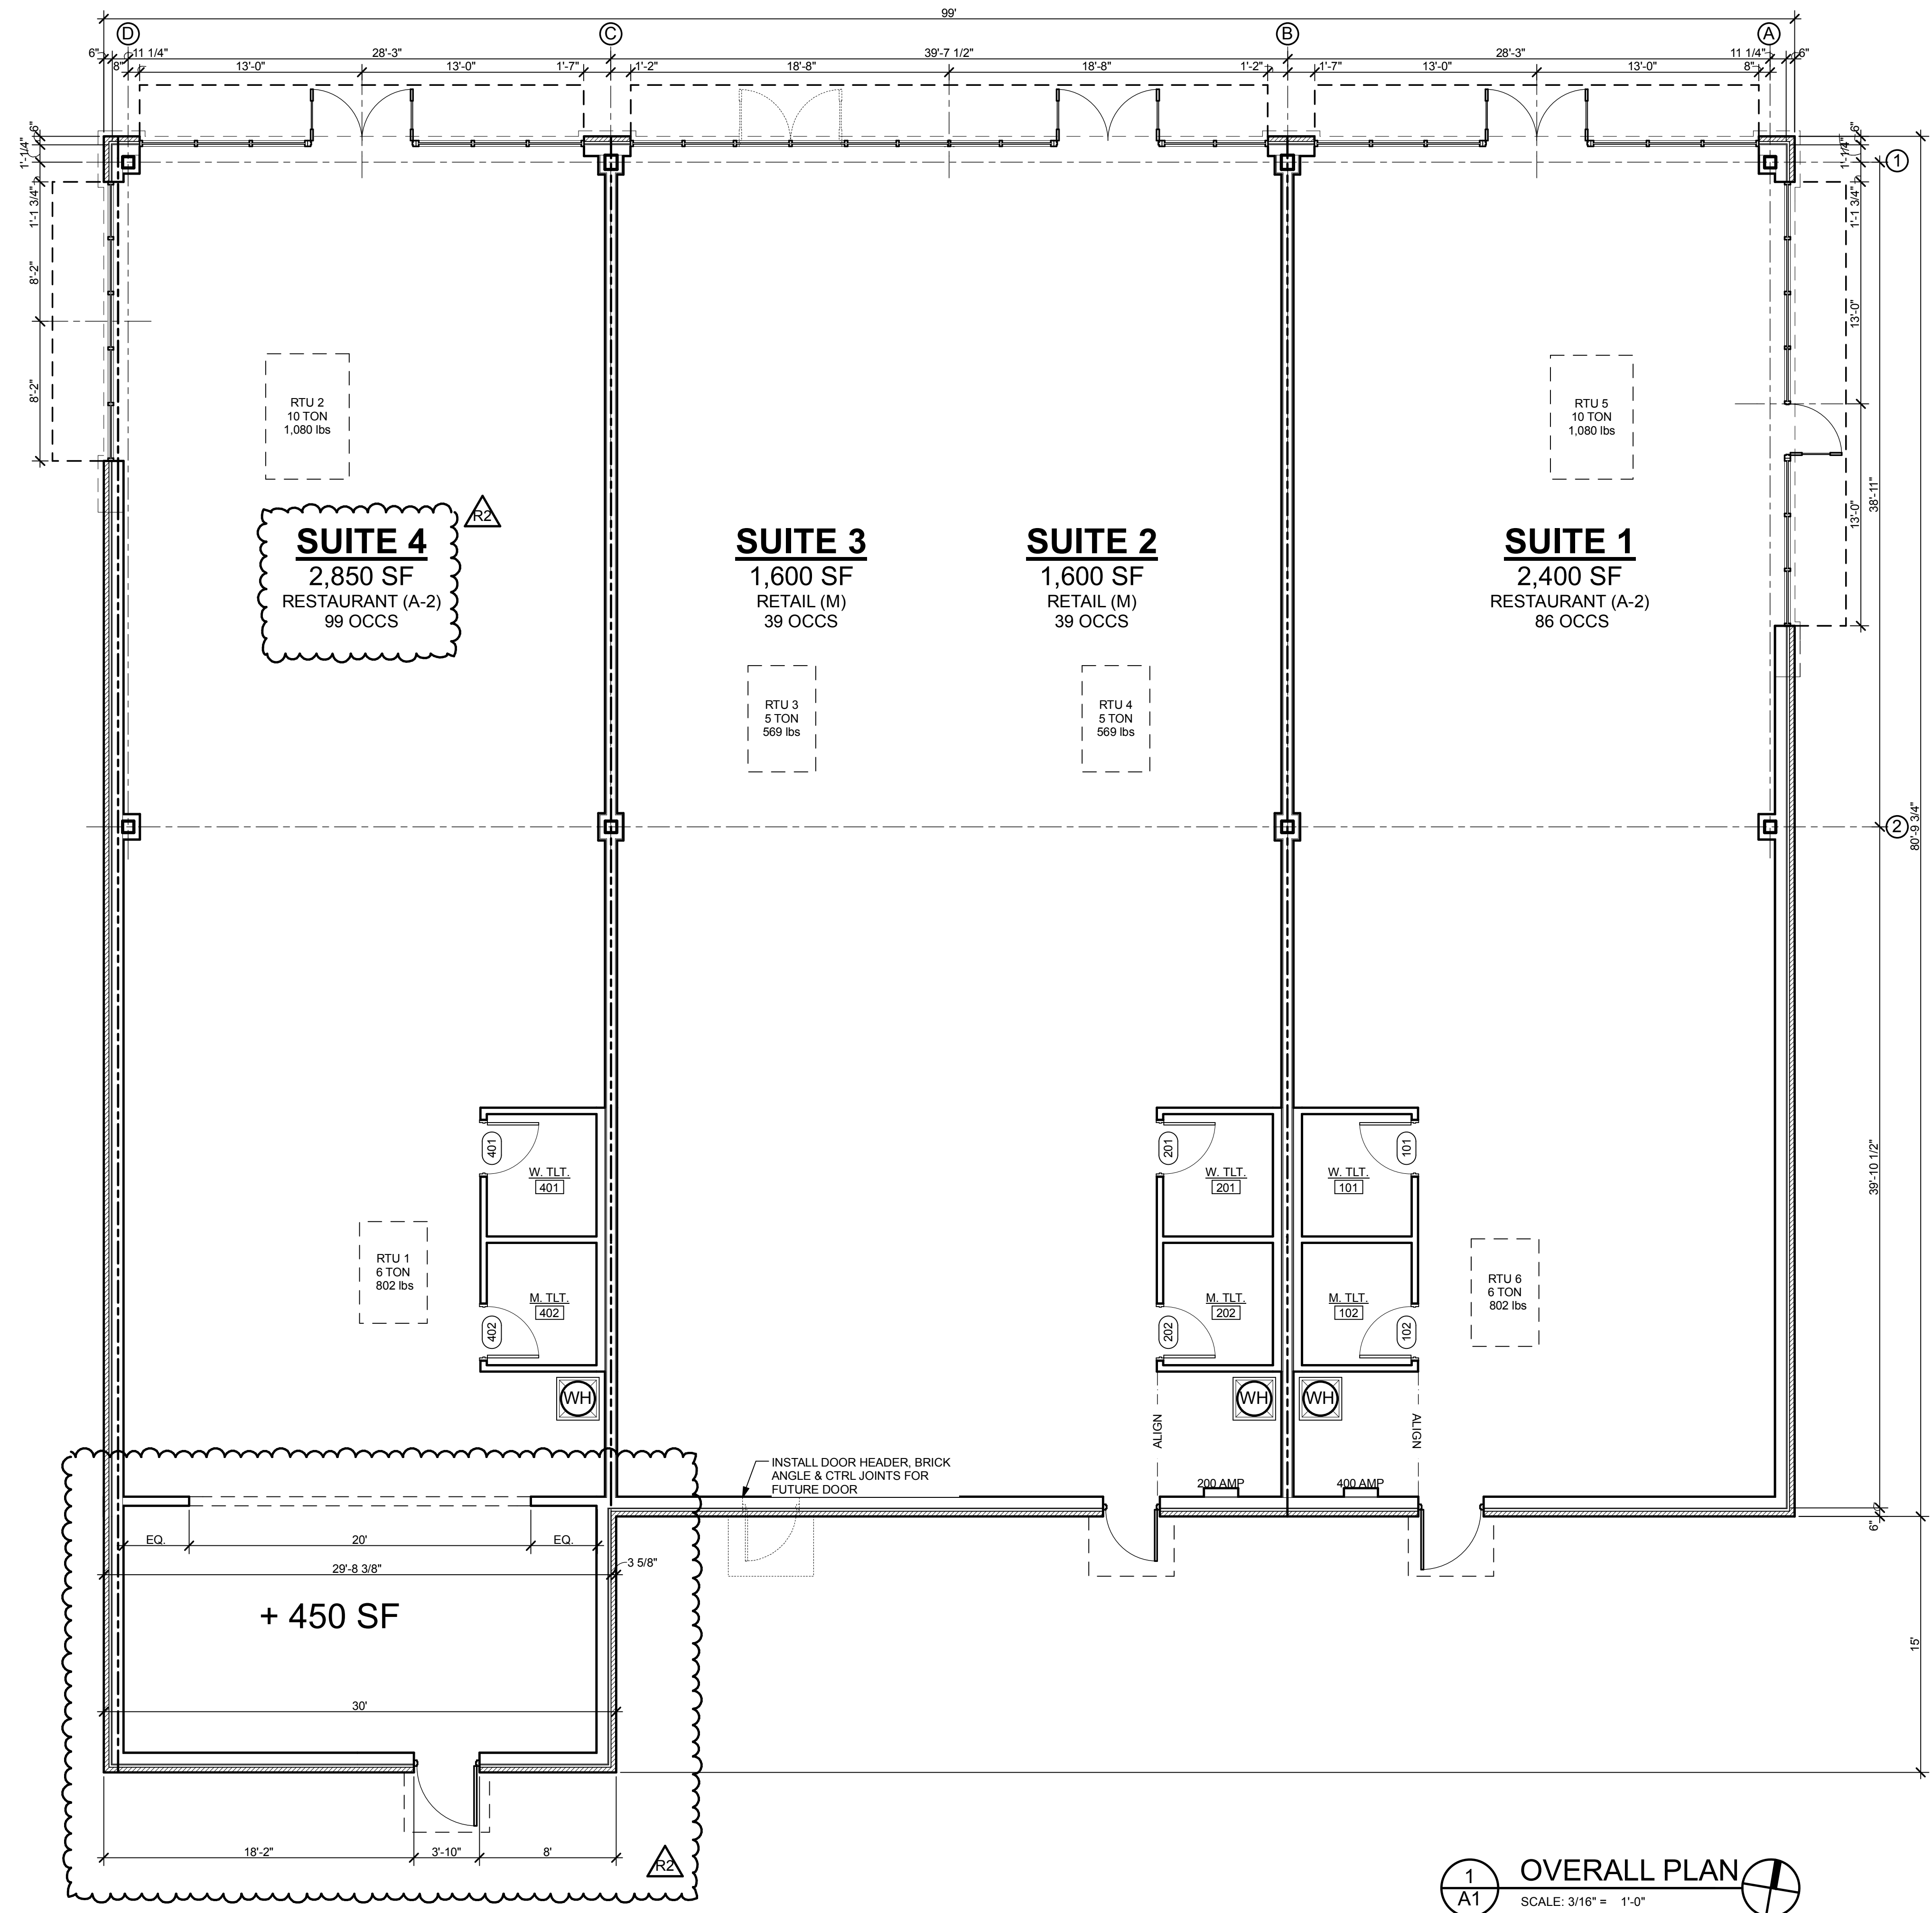 99'
D
C
B
A
6"
11 1/4"
28'-3"
39'-7 1/2"
28'-3"
11 1/4"
6"
8"
13'-0"
13'-0"
1'-7"
1'-2"
18'-8"
18'-8"
1'-2"
1'-7"
13'-0"
13'-0"
8"
6"
1'-1/4"
1'-1 3/4"
8'-2"
8'-2"
6"
1'-1/4"
1
1'-1 3/4"
13'-0"
13'-0"
38'-11"
RTU 2
10 TON
1,080 lbs
RTU 5
10 TON
1,080 lbs
R2
SUITE 4
2,850 SF
RESTAURANT (A-2)
99 OCCS
SUITE 3
1,600 SF
RETAIL (M)
39 OCCS
SUITE 2
1,600 SF
RETAIL (M)
39 OCCS
SUITE 1
2,400 SF
RESTAURANT (A-2)
86 OCCS
RTU 3
5 TON
569 lbs
RTU 4
5 TON
569 lbs
2
80'-9 3/4"
39'-10 1/2"
401
W. TLT.
401
201
W. TLT.
201
W. TLT.
101
101
RTU 1
6 TON
802 lbs
M. TLT.
402
402
M. TLT.
202
202
M. TLT.
102
102
RTU 6
6 TON
802 lbs
WH
WH
WH
ALIGN
ALIGN
INSTALL DOOR HEADER, BRICK
ANGLE & CTRL JOINTS FOR
FUTURE DOOR
200 AMP
400 AMP
6"
EQ.
20'
EQ.
29'-8 3/8"
3 5/8"
+ 450 SF
15'
30'
18'-2"
3'-10"
8'
R2
1
A1
OVERALL PLAN
SCALE: 3/16" = 1'-0"